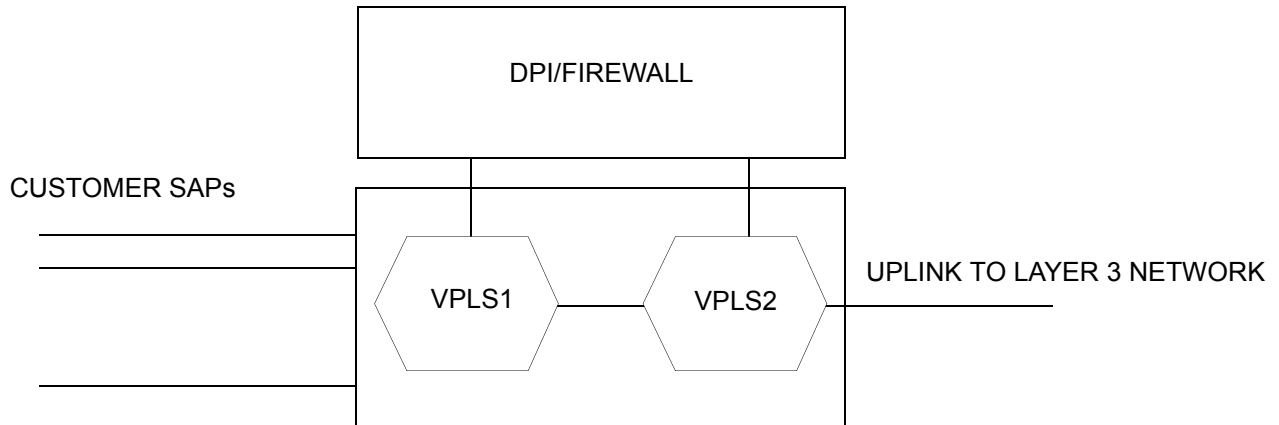 DPI/FIREWALL
CUSTOMER SAPs
VPLS1
VPLS2
UPLINK TO LAYER 3 NETWORK